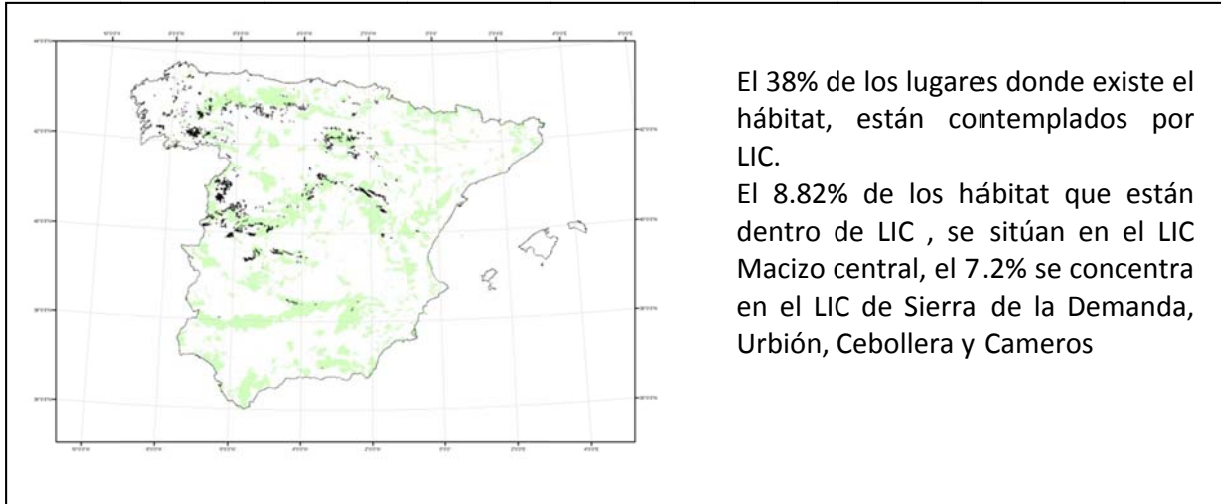 El 38% de los lugares donde existe el
hábitat, están contemplados por
LIC.
El 8.82% de los hábitat que están
dentro de LIC , se sitúan en el LIC
Macizo central, el 7.2% se concentra
en el LIC de Sierra de la Demanda,
Urbión, Cebollera y Cameros